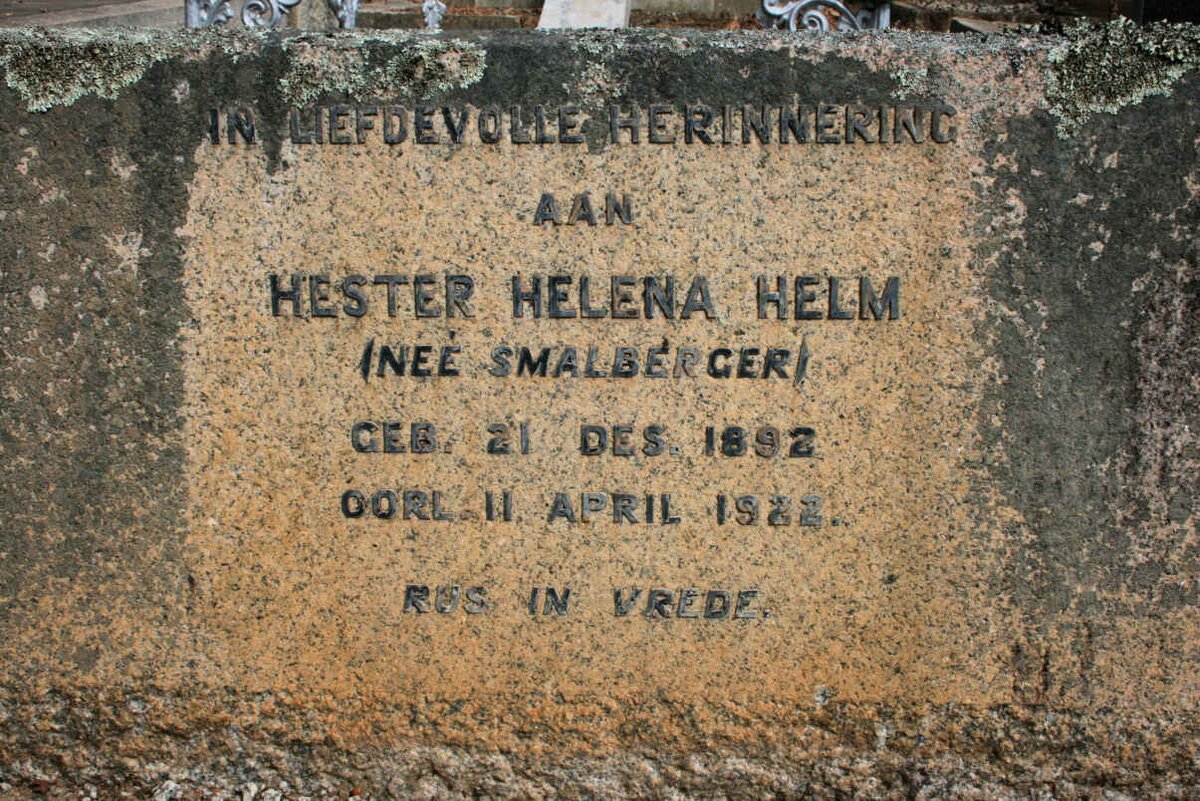 IN LIEFDEVOLLE HERINNERING
AAN
HESTER HELENA HELM
(NEÉ SMALBERGER)
GEB. 21 DES. 1892
OORL. 11 APRIL 1922.
RUS IN VREDE.